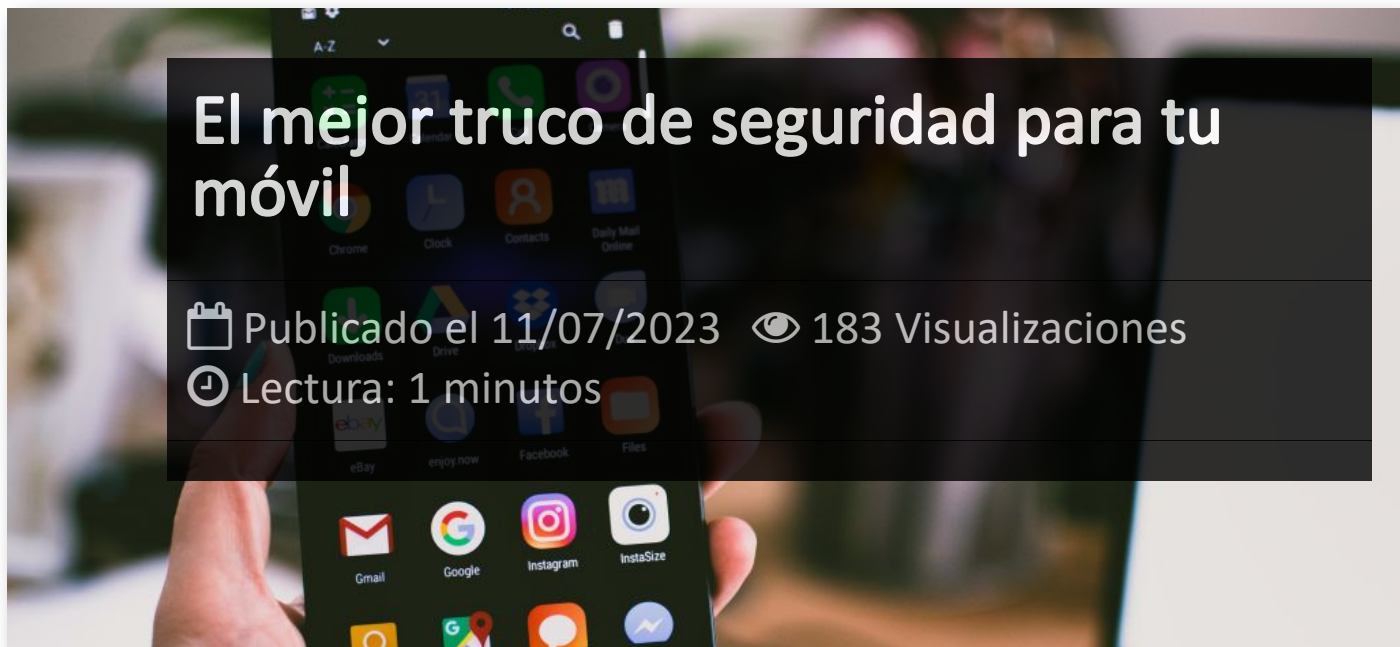 A-Z
El mejor truco de seguridad para tu
móvil
Publicado el 11/07/2023 183 Visualizaciones
Lectura: 1 minutos
Chrome Clock Contacts Daily Mail
Online
Downloads Drive
ebay
eBay enjoy.now Facebook Files
Gmail Google Instagram InstaSize